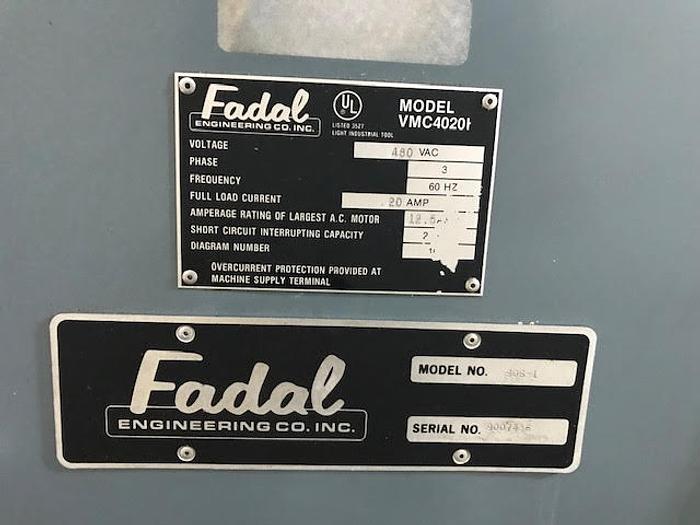 Fadal
ENGINEERING CO. INC.
UL
LISTED 3527
LIGHT INDUSTRIAL TOOL
MODEL
VMC4020H
VOLTAGE 480 VAC
PHASE 3
FREQUENCY 60 HZ
FULL LOAD CURRENT 20 AMP
AMPERAGE RATING OF LARGEST A.C. MOTOR
SHORT CIRCUIT INTERRUPTING CAPACITY
DIAGRAM NUMBER
OVERCURRENT PROTECTION PROVIDED AT
MACHINE SUPPLY TERMINAL
Fadal
ENGINEERING CO. INC.
MODEL NO.
SERIAL NO.